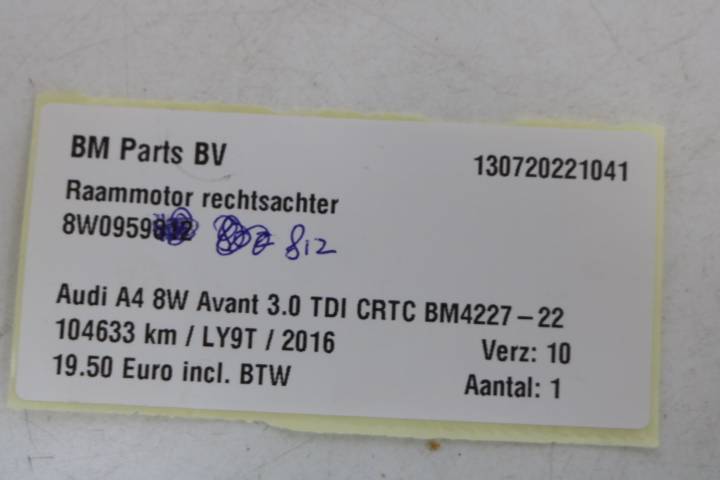 BM Parts BV
130720221041
Raammotor rechtsachter
8W0959812 812
Audi A4 8W Avant 3.0 TDI CRTC BM4227-22
104633 km / LY9T / 2016
Verz: 10
19.50 Euro incl. BTW
Aantal: 1